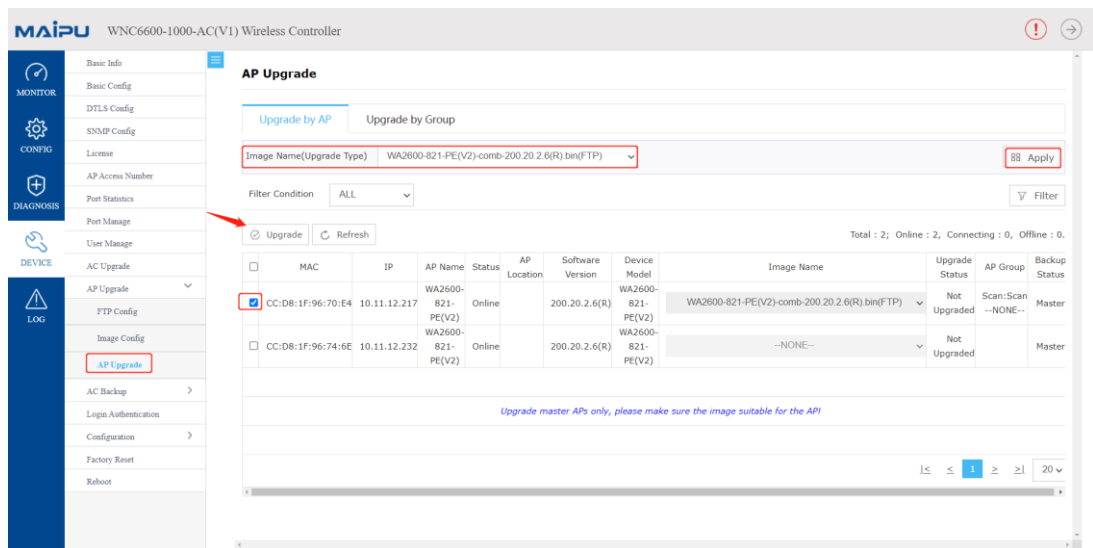 MAIPU WNC6600-1000-AC(V1) Wireless Controller
MONITOR
CONFIG
DIAGNOSIS
DEVICE
LOG
Basic Info
Basic Config
DTLS Config
SNMP Config
License
AP Access Number
Port Statistics
Port Manage
User Manage
AC Upgrade
AP Upgrade
FTP Config
Image Config
AP Upgrade
AC Backup
Login Authentication
Configuration
Factory Reset
Reboot
AP Upgrade
Upgrade by AP Upgrade by Group
Image Name(Upgrade Type) WA2600-821-PE(V2)-comb-200.20.2.6(R).bin(FTP) Apply
Filter Condition ALL Filter
Upgrade Refresh Total : 2; Online : 2, Connecting : 0, Offline : 0.
MAC IP AP Name Status AP Location Software Version Device Model Image Name Upgrade Status AP Group Backup Status
CC:D8:1F:96:70:E4 10.11.12.217 WA2600-821-PE(V2) Online 200.20.2.6(R) WA2600-821-PE(V2) WA2600-821-PE(V2)-comb-200.20.2.6(R).bin(FTP) Not Upgraded Scan:Scan --NONE-- Master
CC:D8:1F:96:74:6E 10.11.12.232 WA2600-821-PE(V2) Online 200.20.2.6(R) WA2600-821-PE(V2) --NONE-- Not Upgraded Master
Upgrade master APs only, please make sure the image suitable for the AP!
|< < 1 > >| 20